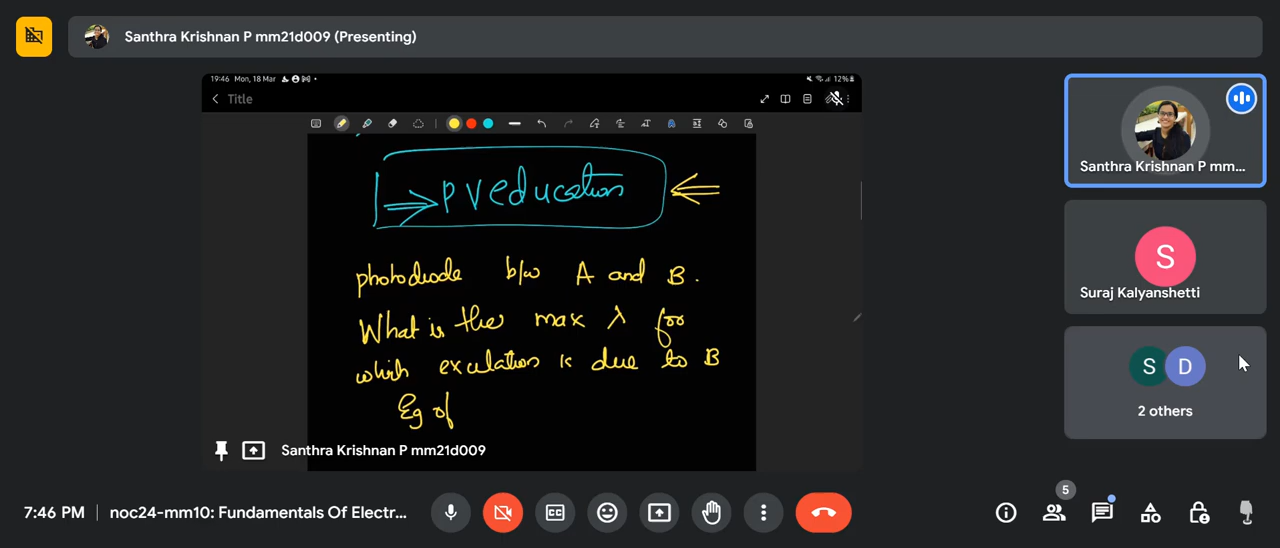 Santhra Krishnan P mm21d009 (Presenting)
19:46 Mon, 18 Mar
12%
Title
⇒ pveducation ⇐
photodiode b/w A and B.
What is the max λ for
which excitation is due to B
Eg of
Santhra Krishnan P mm21d009
Santhra Krishnan P mm...
S
Suraj Kalyanshetti
S D
2 others
7:46 PM | noc24-mm10: Fundamentals Of Electr...
5